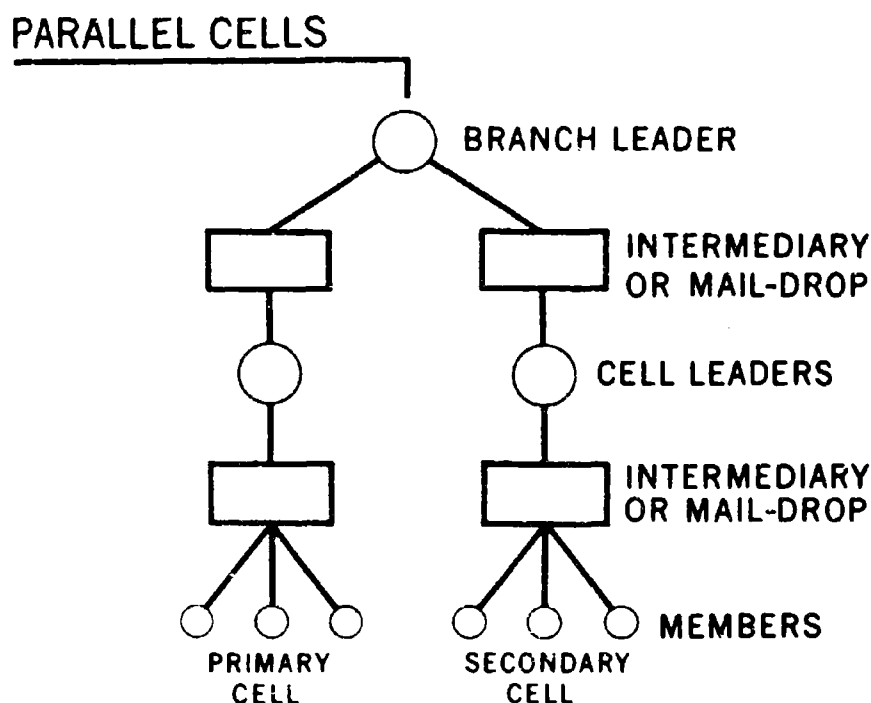 PARALLEL CELLS
BRANCH LEADER
INTERMEDIARY
OR MAIL-DROP
CELL LEADERS
INTERMEDIARY
OR MAIL-DROP
MEMBERS
PRIMARY
CELL
SECONDARY
CELL